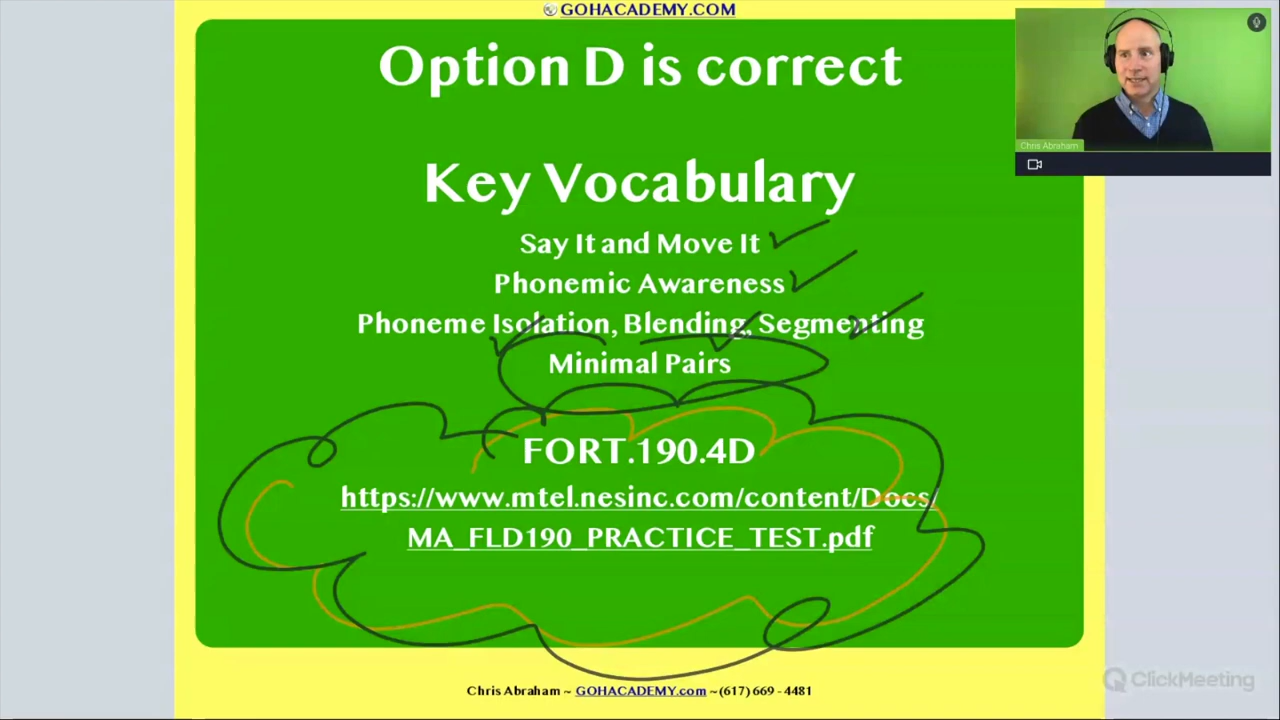 GOHACADEMY.COM
Option D is correct
Key Vocabulary
Say It and Move It
Phonemic Awareness
Phoneme Isolation, Blending, Segmenting
Minimal Pairs
FORT.190.4D
https://www.mtel.nesinc.com/content/Docs/
MA_FLD190_PRACTICE_TEST.pdf
Chris Abraham ~ GOHACADEMY.com ~(617) 669 - 4481
Chris Abraham
ClickMeeting